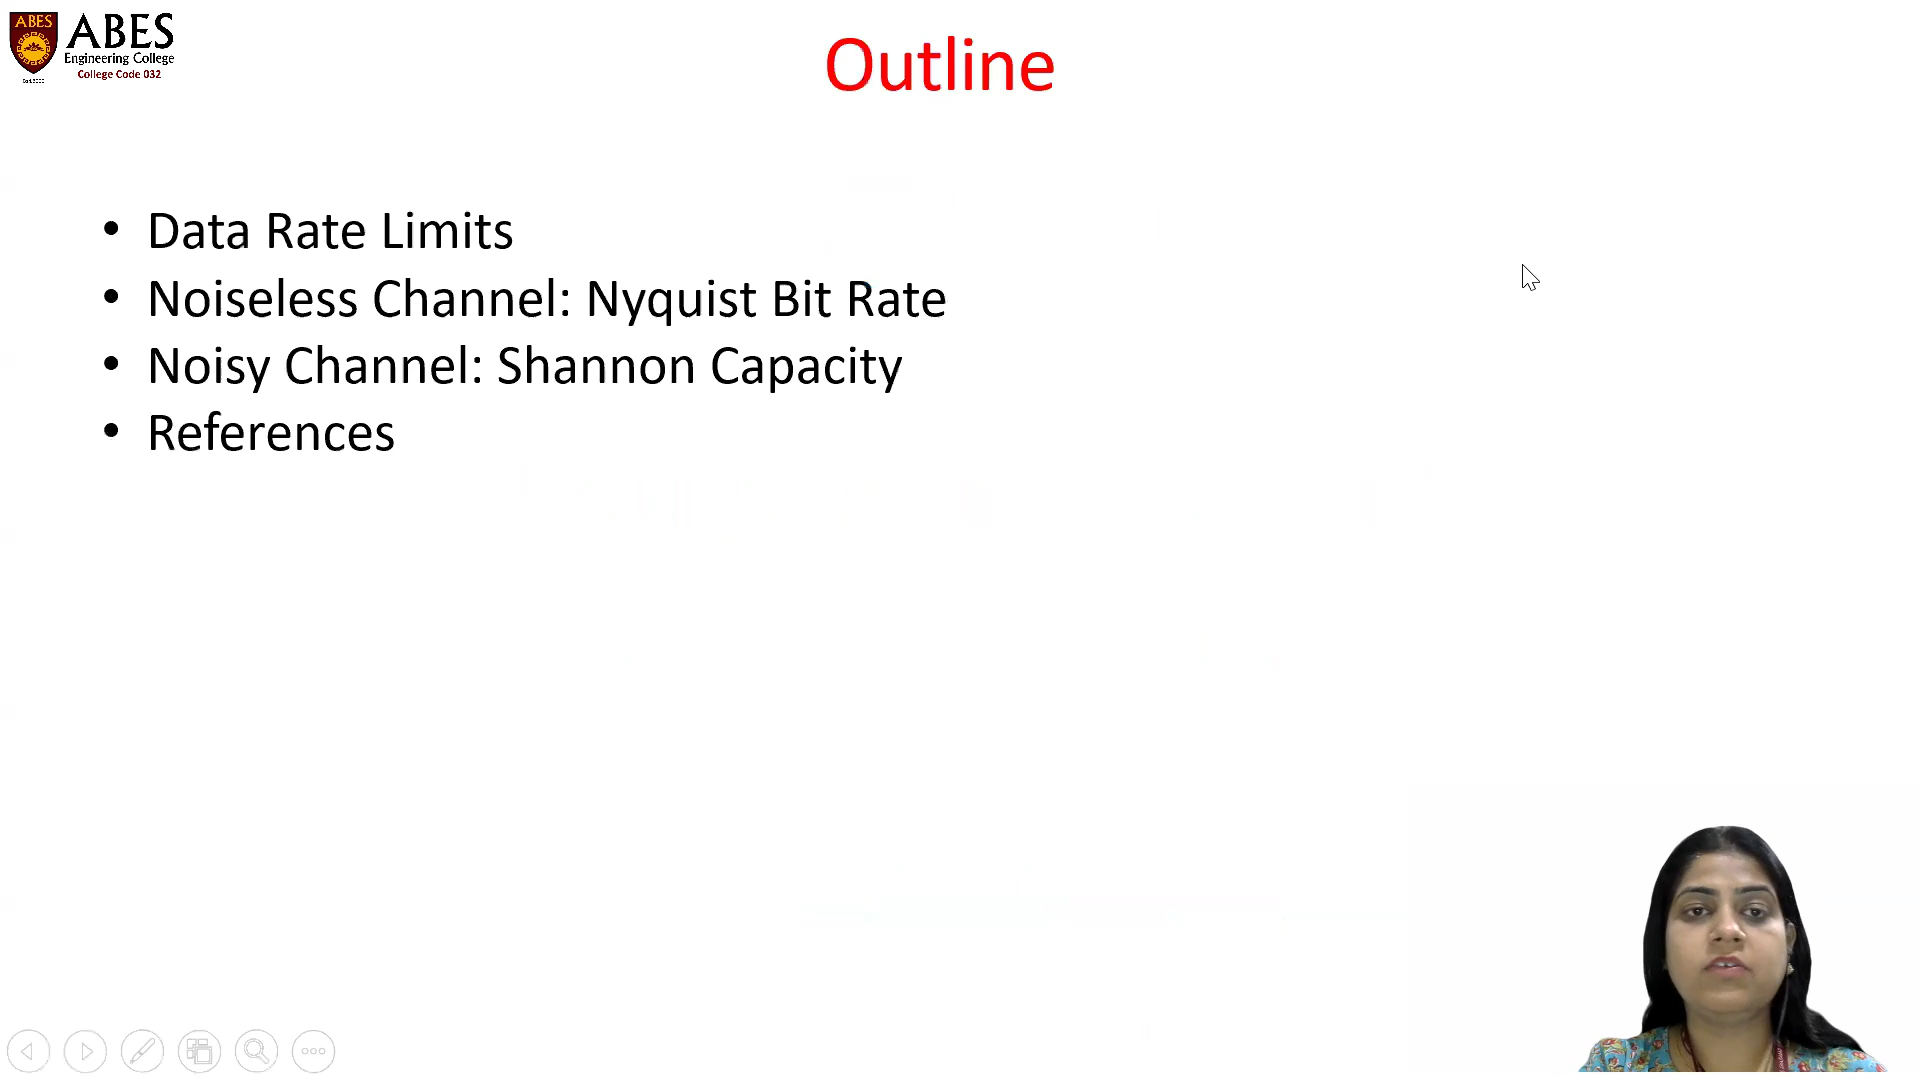 ABES
ABES
Engineering College
College Code 032
Outline
• Data Rate Limits
• Noiseless Channel: Nyquist Bit Rate
• Noisy Channel: Shannon Capacity
• References